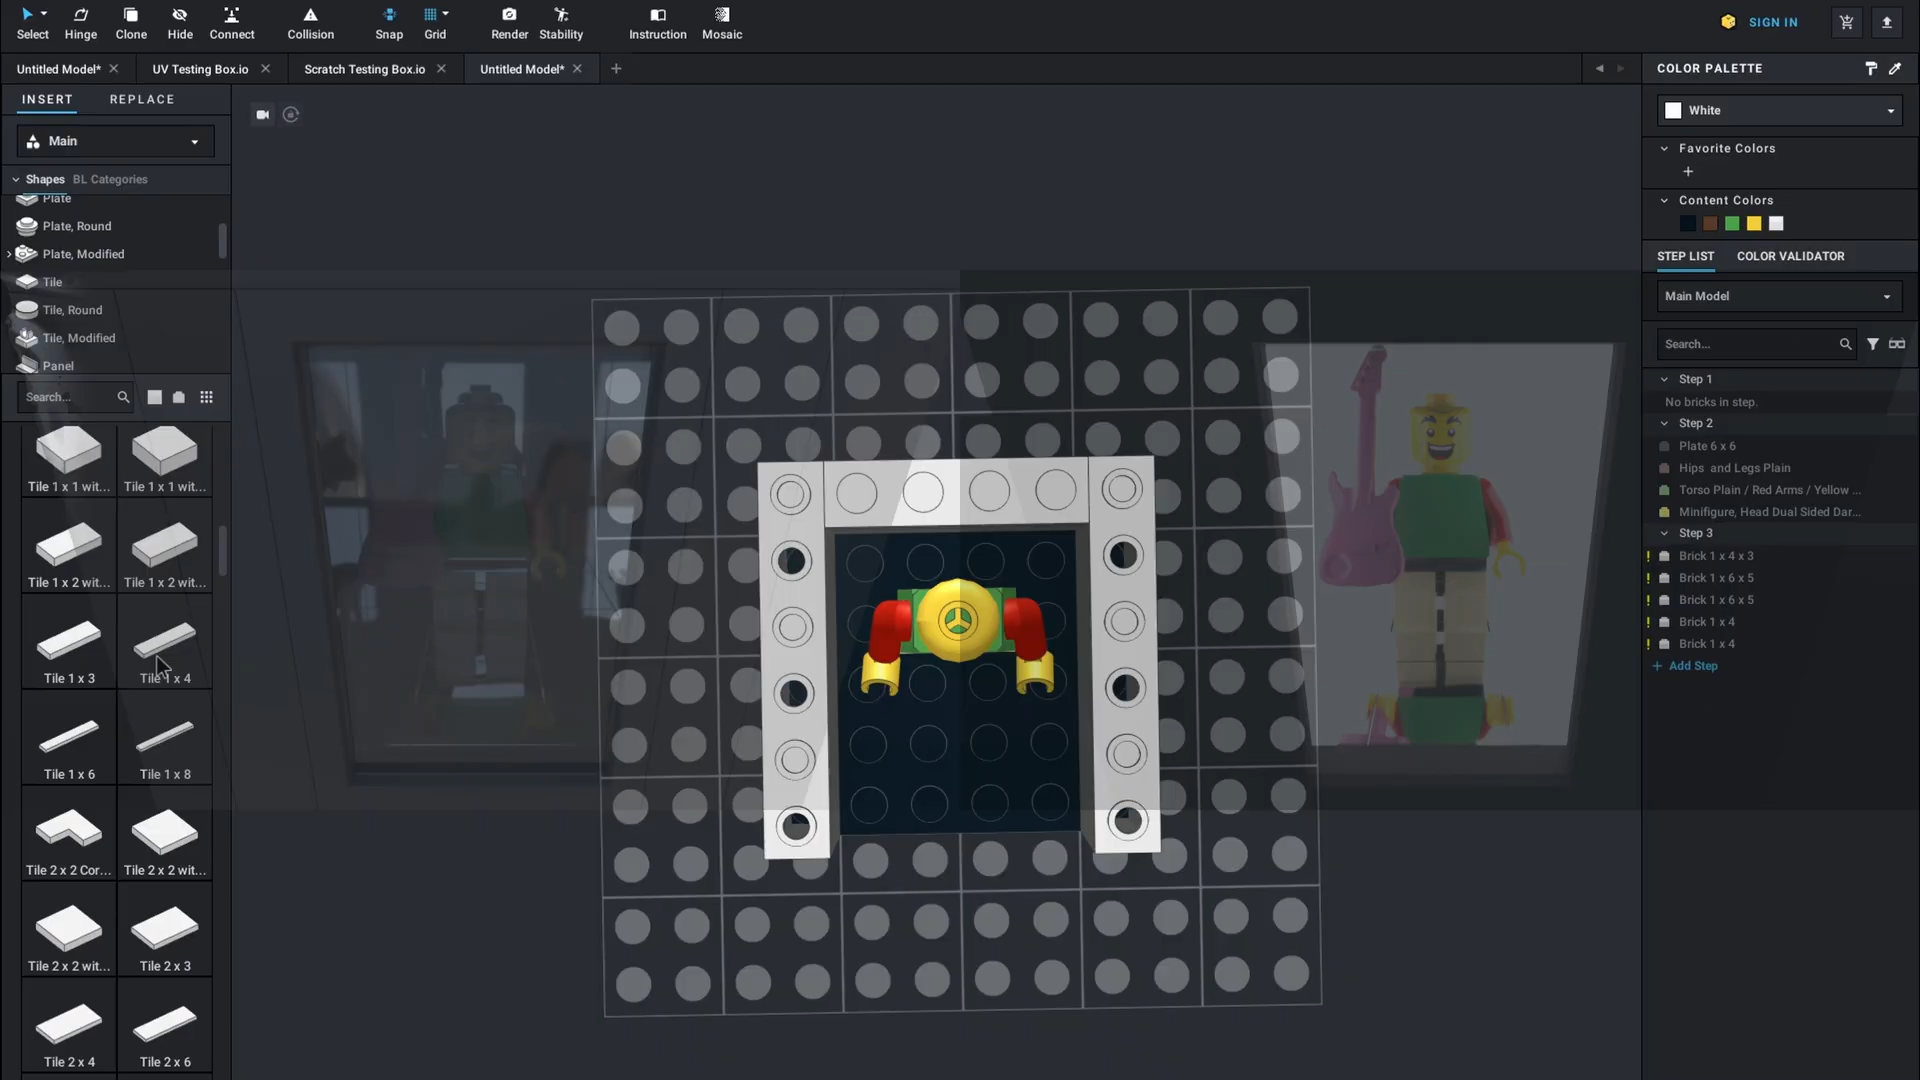 Select
Hinge
Clone
Hide
Connect
Collision
Snap
Grid
Render
Stability
Instruction
Mosaic
SIGN IN
Untitled Model*
UV Testing Box.io
Scratch Testing Box.io
Untitled Model*
COLOR PALETTE
INSERT
REPLACE
White
Main
Favorite Colors
Shapes
BL Categories
Plate
Content Colors
Plate, Round
Plate, Modified
STEP LIST
COLOR VALIDATOR
Tile
Main Model
Tile, Round
Tile, Modified
Search...
Panel
Step 1
Search...
No bricks in step.
Step 2
Plate 6 x 6
Hips and Legs Plain
Torso Plain / Red Arms / Yellow ...
Minifigure, Head Dual Sided Dar...
Step 3
Brick 1 x 4 x 3
Brick 1 x 6 x 5
Brick 1 x 6 x 5
Brick 1 x 4
Brick 1 x 4
Add Step
Tile 1 x 1 wit...
Tile 1 x 1 wit...
Tile 1 x 2 wit...
Tile 1 x 2 wit...
Tile 1 x 3
Tile 1 x 4
Tile 1 x 6
Tile 1 x 8
Tile 2 x 2 Cor...
Tile 2 x 2 wit...
Tile 2 x 2 wit...
Tile 2 x 3
Tile 2 x 4
Tile 2 x 6